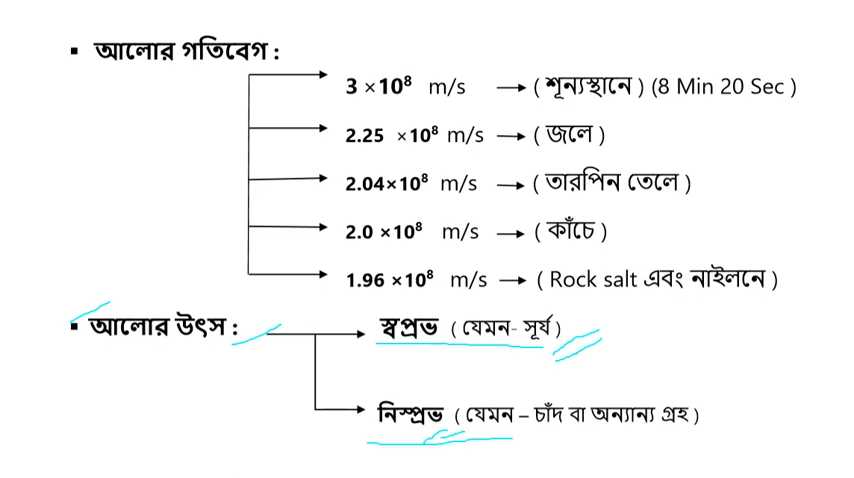 ▪ আলোর গতিবেগ :
3 ×10⁸ m/s → ( শূন্যস্থানে ) (8 Min 20 Sec )
2.25 ×10⁸ m/s → ( জলে )
2.04×10⁸ m/s → ( তারপিন তেলে )
2.0 ×10⁸ m/s → ( কাঁচে )
1.96 ×10⁸ m/s → ( Rock salt এবং নাইলনে )
▪ আলোর উৎস :
স্বপ্রভ ( যেমন- সূর্য )
নিস্প্রভ ( যেমন – চাঁদ বা অন্যান্য গ্রহ )